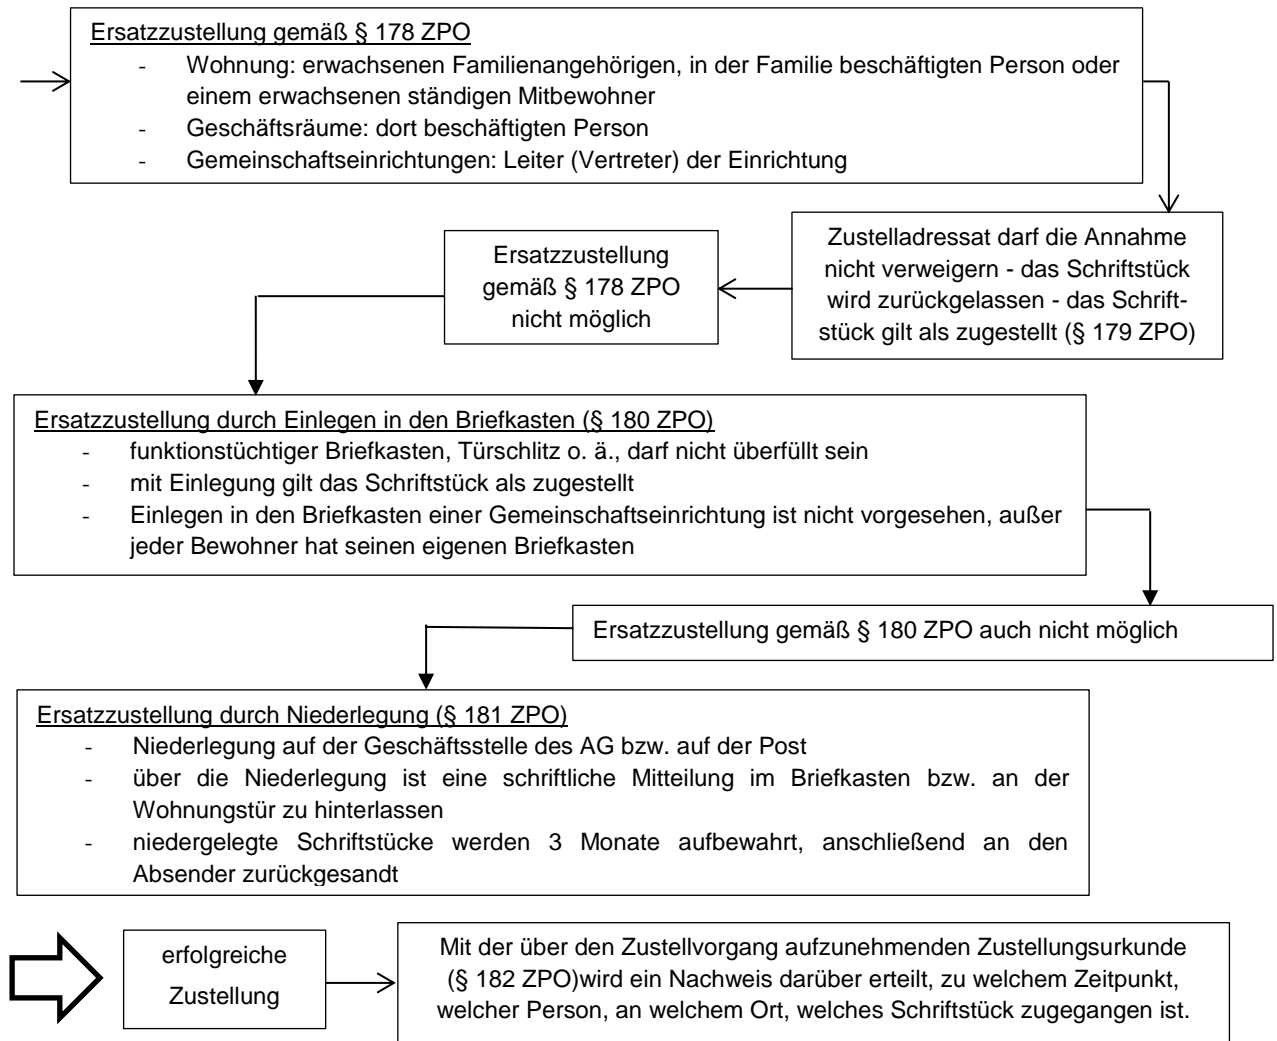 Ersatzzustellung gemäß § 178 ZPO
- Wohnung: erwachsenen Familienangehörigen, in der Familie beschäftigten Person oder
einem erwachsenen ständigen Mitbewohner
- Geschäftsräume: dort beschäftigten Person
- Gemeinschaftseinrichtungen: Leiter (Vertreter) der Einrichtung
Zustelladressat darf die Annahme
nicht verweigern - das Schriftstück
wird zurückgelassen - das Schrift-
stück gilt als zugestellt (§ 179 ZPO)
Ersatzzustellung
gemäß § 178 ZPO
nicht möglich
Ersatzzustellung durch Einlegen in den Briefkasten (§ 180 ZPO)
- funktionstüchtiger Briefkasten, Türschlitz o. ä., darf nicht überfüllt sein
- mit Einlegung gilt das Schriftstück als zugestellt
- Einlegen in den Briefkasten einer Gemeinschaftseinrichtung ist nicht vorgesehen, außer
jeder Bewohner hat seinen eigenen Briefkasten
Ersatzzustellung gemäß § 180 ZPO auch nicht möglich
Ersatzzustellung durch Niederlegung (§ 181 ZPO)
- Niederlegung auf der Geschäftsstelle des AG bzw. auf der Post
- über die Niederlegung ist eine schriftliche Mitteilung im Briefkasten bzw. an der
Wohnungstür zu hinterlassen
- niedergelegte Schriftstücke werden 3 Monate aufbewahrt, anschließend an den
Absender zurückgesandt
erfolgreiche
Zustellung
Mit der über den Zustellvorgang aufzunehmenden Zustellungsurkunde
(§ 182 ZPO)wird ein Nachweis darüber erteilt, zu welchem Zeitpunkt,
welcher Person, an welchem Ort, welches Schriftstück zugegangen ist.